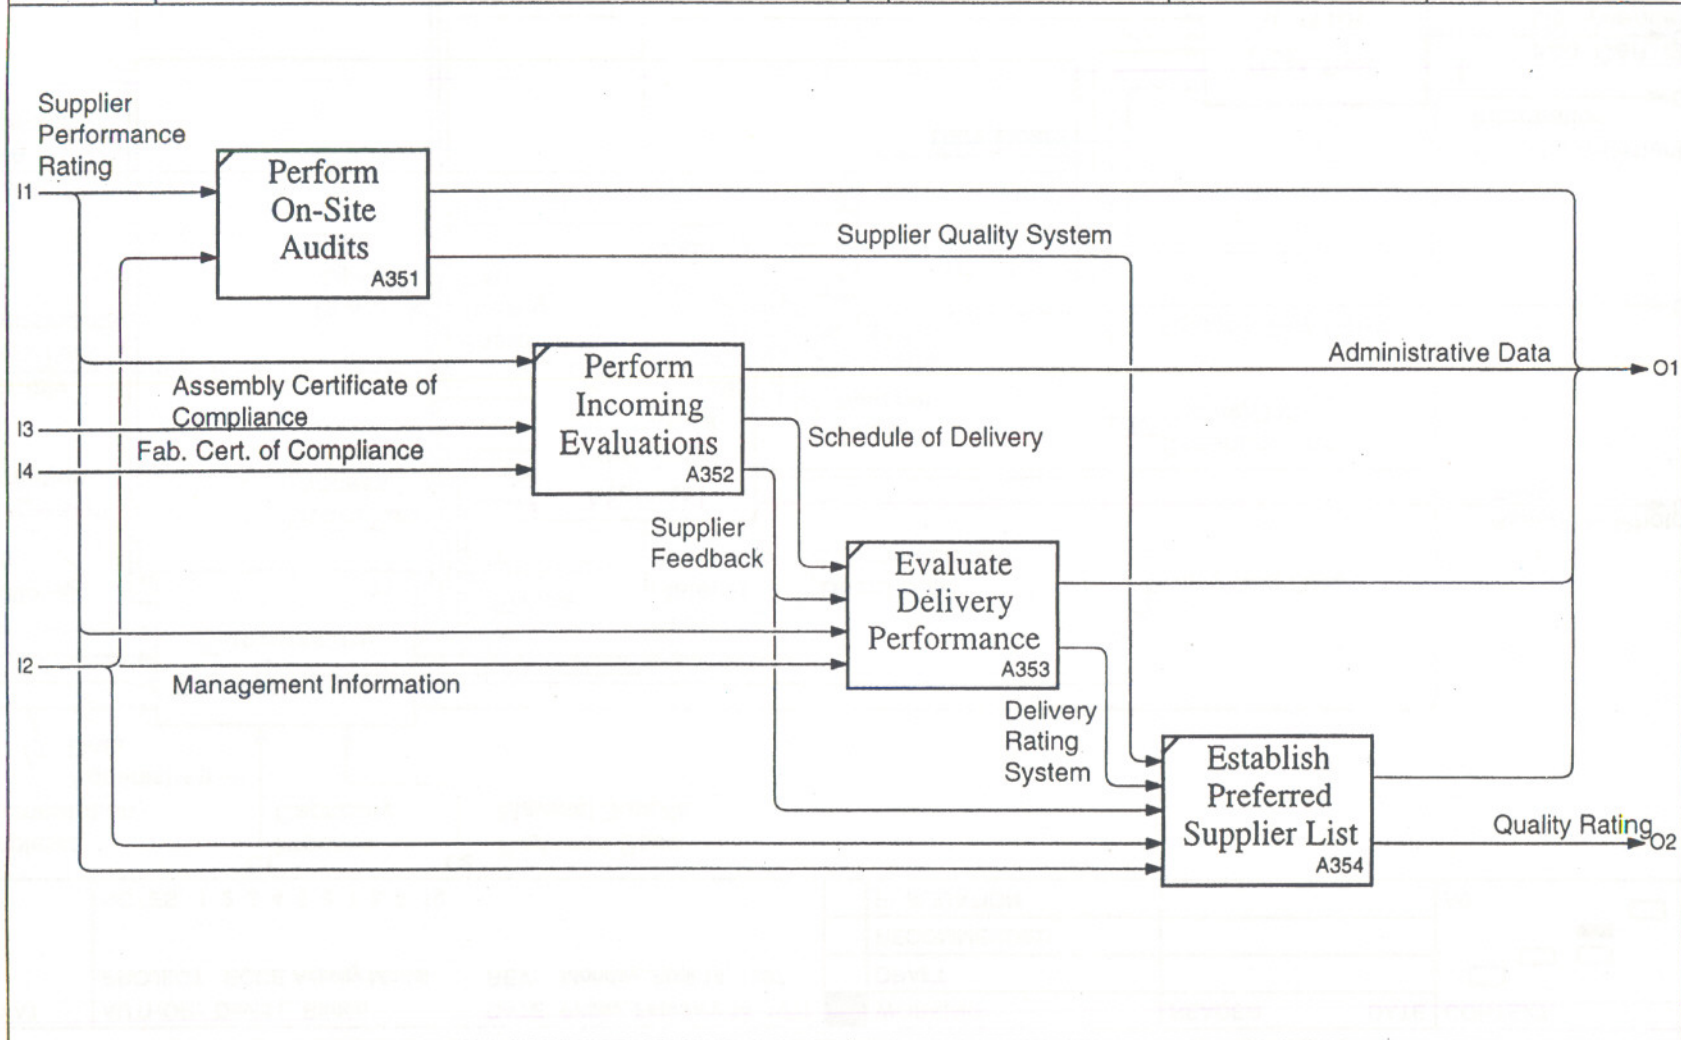 Supplier
Performance
Rating
I1
Perform
On-Site
Audits
A351
Supplier Quality System
Administrative Data
O1
Perform
Incoming
Evaluations
A352
Assembly Certificate of
Compliance
I3
Fab. Cert. of Compliance
I4
Schedule of Delivery
Supplier
Feedback
Evaluate
Delivery
Performance
A353
I2
Management Information
Delivery
Rating
System
Establish
Preferred
Supplier List
A354
Quality Rating
O2